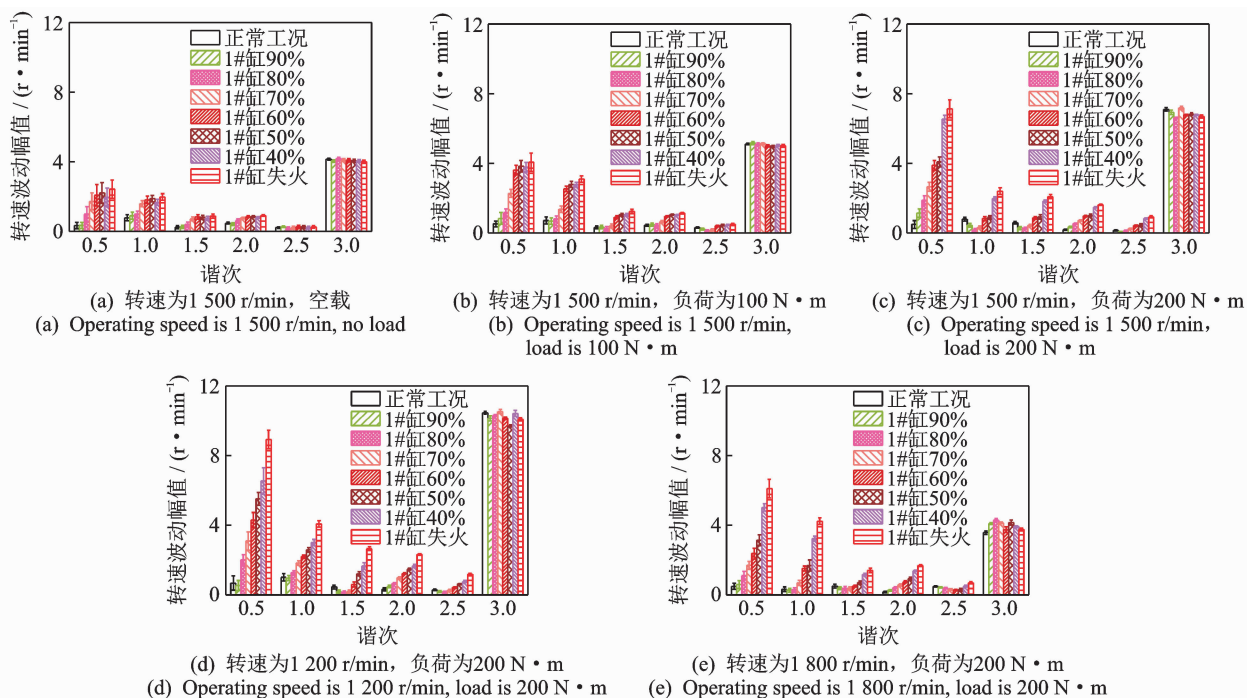 转速波动幅值 / (r·min⁻¹)
12
8
4
0
正常工况
1#缸90%
1#缸80%
1#缸70%
1#缸60%
1#缸50%
1#缸40%
1#缸失火
0.5 1.0 1.5 2.0 2.5 3.0
谐次
(a) 转速为1 500 r/min，空载
(a) Operating speed is 1 500 r/min, no load
转速波动幅值 / (r·min⁻¹)
12
8
4
0
正常工况
1#缸90%
1#缸80%
1#缸70%
1#缸60%
1#缸50%
1#缸40%
1#缸失火
0.5 1.0 1.5 2.0 2.5 3.0
谐次
(b) 转速为1 500 r/min，负荷为100 N·m
(b) Operating speed is 1 500 r/min,
load is 100 N·m
转速波动幅值 / (r·min⁻¹)
12
8
4
0
正常工况
1#缸90%
1#缸80%
1#缸70%
1#缸60%
1#缸50%
1#缸40%
1#缸失火
0.5 1.0 1.5 2.0 2.5 3.0
谐次
(c) 转速为1 500 r/min，负荷为200 N·m
(c) Operating speed is 1 500 r/min，
load is 200 N·m
转速波动幅值 / (r·min⁻¹)
12
8
4
0
正常工况
1#缸90%
1#缸80%
1#缸70%
1#缸60%
1#缸50%
1#缸40%
1#缸失火
0.5 1.0 1.5 2.0 2.5 3.0
谐次
(d) 转速为1 200 r/min，负荷为200 N·m
(d) Operating speed is 1 200 r/min, load is 200 N·m
转速波动幅值 / (r·min⁻¹)
12
8
4
0
正常工况
1#缸90%
1#缸80%
1#缸70%
1#缸60%
1#缸50%
1#缸40%
1#缸失火
0.5 1.0 1.5 2.0 2.5 3.0
谐次
(e) 转速为1 800 r/min，负荷为200 N·m
(e) Operating speed is 1 800 r/min, load is 200 N·m